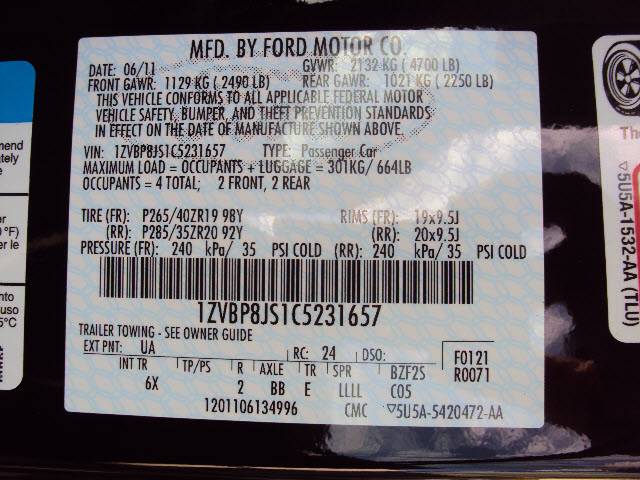 MFD. BY FORD MOTOR CO.
DATE: 06/11
GVWR: 2132 KG ( 4700 LB)
FRONT GAWR: 1129 KG ( 2490 LB)
REAR GAWR: 1021 KG ( 2250 LB)
THIS VEHICLE CONFORMS TO ALL APPLICABLE FEDERAL MOTOR
VEHICLE SAFETY, BUMPER, AND THEFT PREVENTION STANDARDS
IN EFFECT ON THE DATE OF MANUFACTURE SHOWN ABOVE.
VIN: 1ZVBP8JS1C5231657 TYPE: Passenger Car
MAXIMUM LOAD = OCCUPANTS + LUGGAGE = 301KG/ 664LB
OCCUPANTS = 4 TOTAL; 2 FRONT, 2 REAR
TIRE (FR): P265/40ZR19 98Y RIMS (FR): 19x9.5J
(RR): P285/35ZR20 92Y (RR): 20x9.5J
PRESSURE (FR): 240 kPa/ 35 PSI COLD (RR): 240 kPa/ 35 PSI COLD
1ZVBP8JS1C5231657
TRAILER TOWING - SEE OWNER GUIDE
EXT PNT: UA RC: 24 DSO: F0121
INT TR TP/PS R AXLE TR SPR BZF2S R0071
6X 2 BB E LLLL C05
1201106134996 CMC 5U5A-5420472-AA
5U5A-1532-AA (TLU)